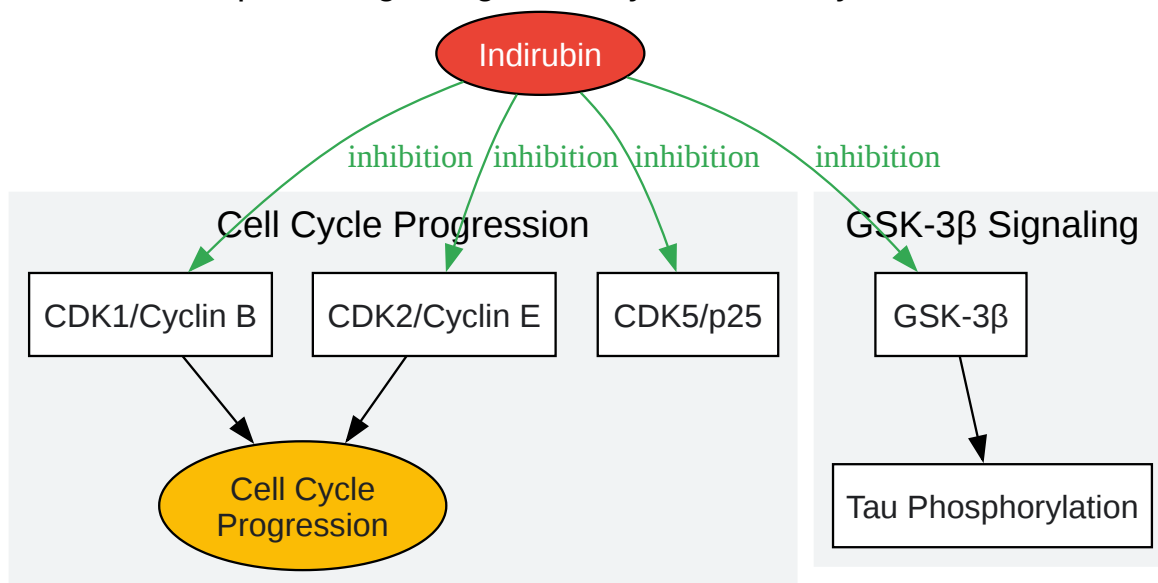 Indirubin
inhibition inhibition inhibition inhibition
Cell Cycle Progression
GSK-3β Signaling
CDK1/Cyclin B
CDK2/Cyclin E
CDK5/p25
GSK-3β
Cell Cycle
Progression
Tau Phosphorylation